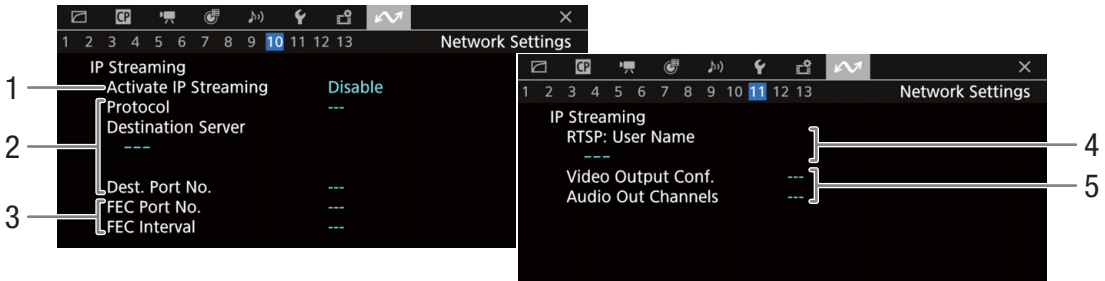 CP
1 2 3 4 5 6 7 8 9 10 11 12 13 Network Settings
IP Streaming
1 Activate IP Streaming Disable
2 Protocol ---
Destination Server
---
Dest. Port No. ---
3 FEC Port No. ---
FEC Interval ---
CP
1 2 3 4 5 6 7 8 9 10 11 12 13 Network Settings
IP Streaming
RTSP: User Name 4
---
Video Output Conf. --- 5
Audio Out Channels ---